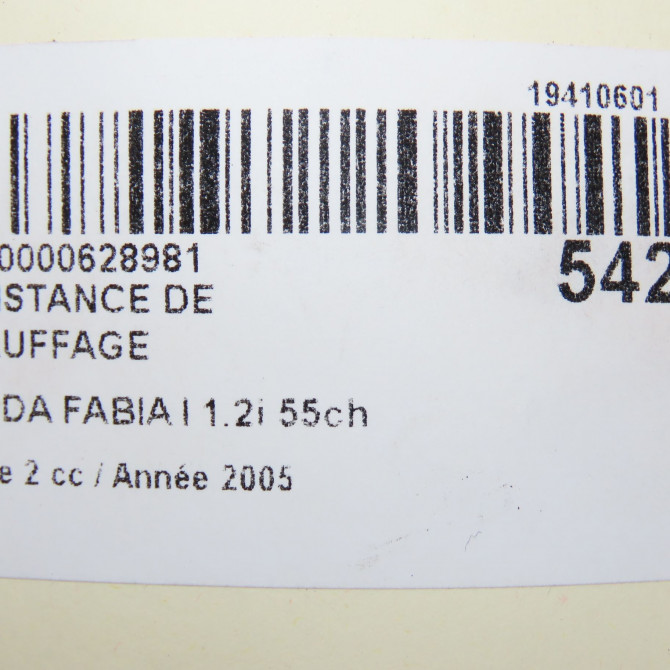 19410601
0000628981
542
ISTANCE DE
UFFAGE
DA FABIA I 1.2i 55ch
e 2 cc / Année 2005